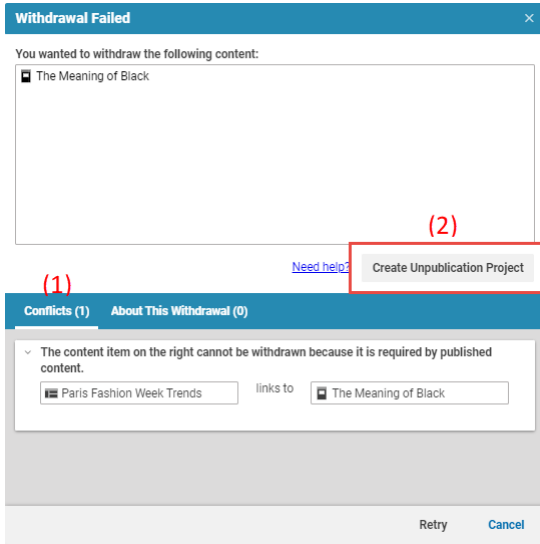 Withdrawal Failed
You wanted to withdraw the following content:
The Meaning of Black
(2)
Need help?
Create Unpublication Project
(1)
Conflicts (1)
About This Withdrawal (0)
The content item on the right cannot be withdrawn because it is required by published
content.
Paris Fashion Week Trends
links to
The Meaning of Black
Retry
Cancel